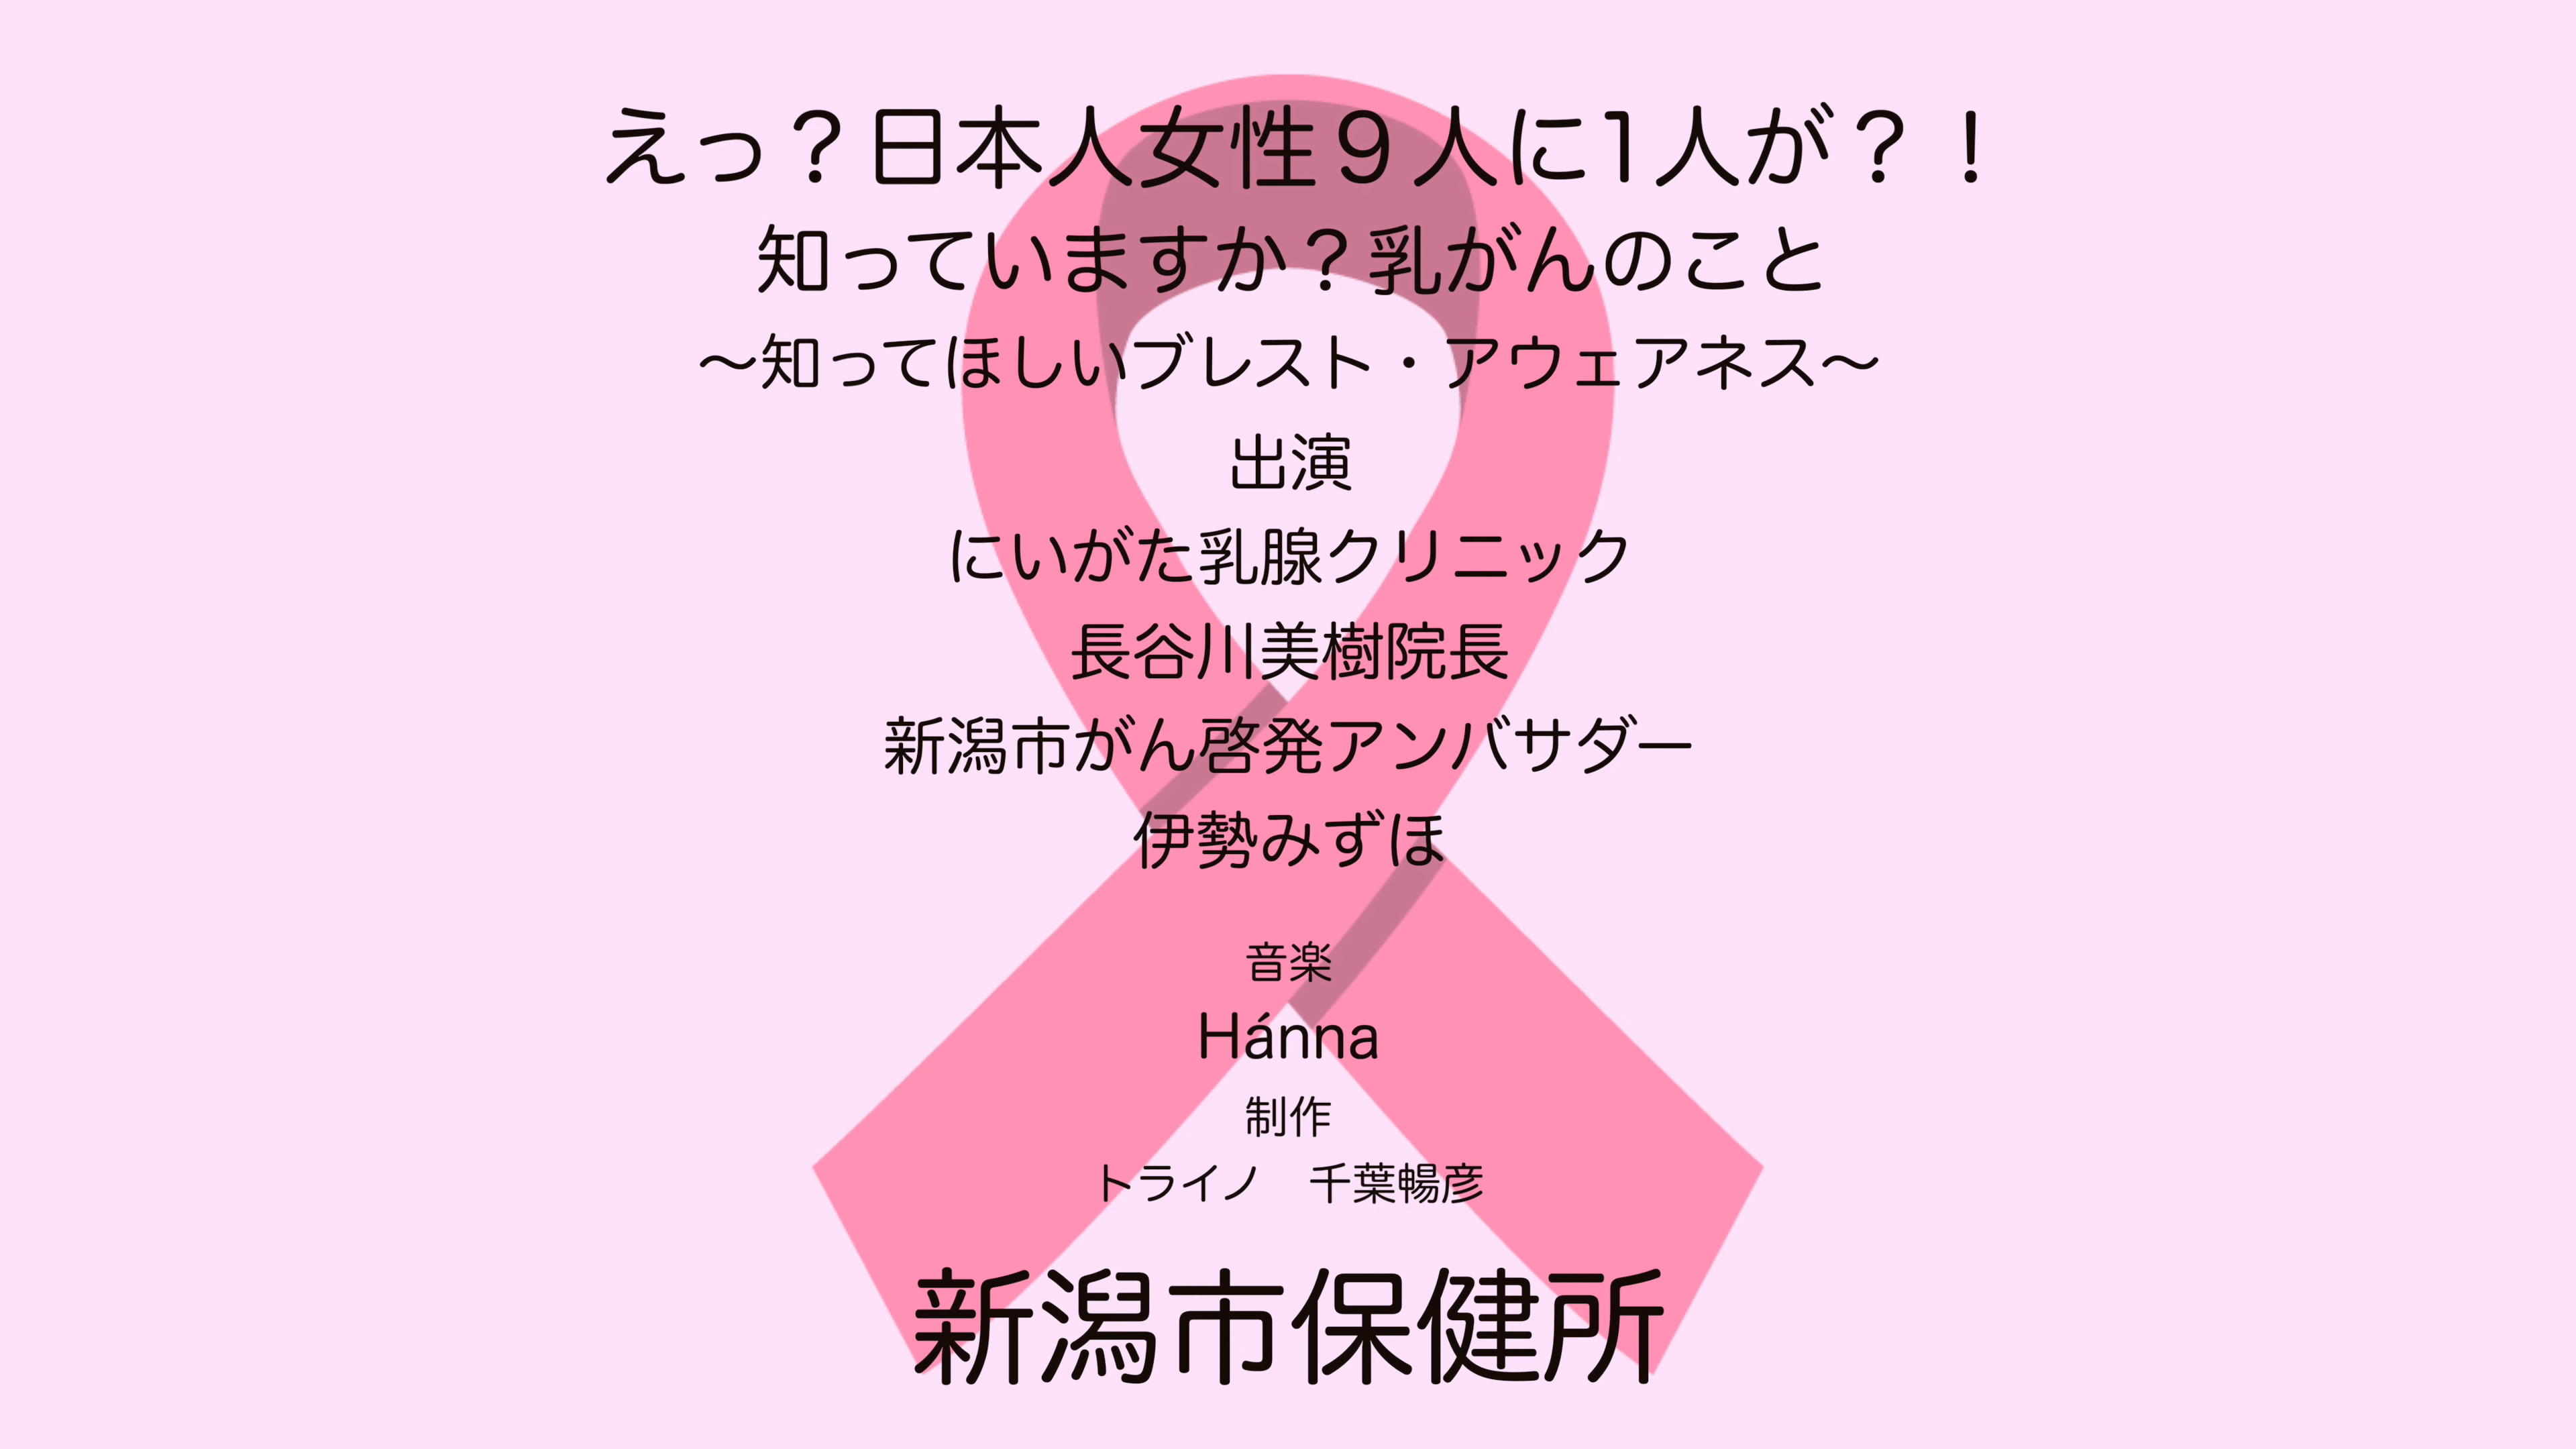 えっ？日本人女性９人に1人が？！
知っていますか？乳がんのこと
～知ってほしいブレスト・アウェアネス～
出演
にいがた乳腺クリニック
長谷川美樹院長
新潟市がん啓発アンバサダー
伊勢みずほ
音楽
Hánna
制作
トライノ　千葉暢彦
新潟市保健所